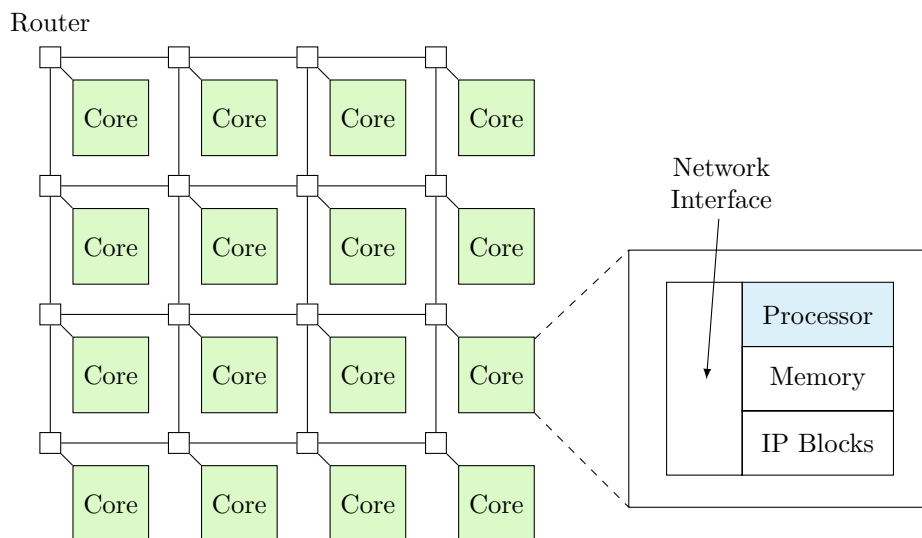 Router
Core Core Core Core
Network
Interface
Core Core Core Core
Processor
Core Core Core Core
Memory
IP Blocks
Core Core Core Core